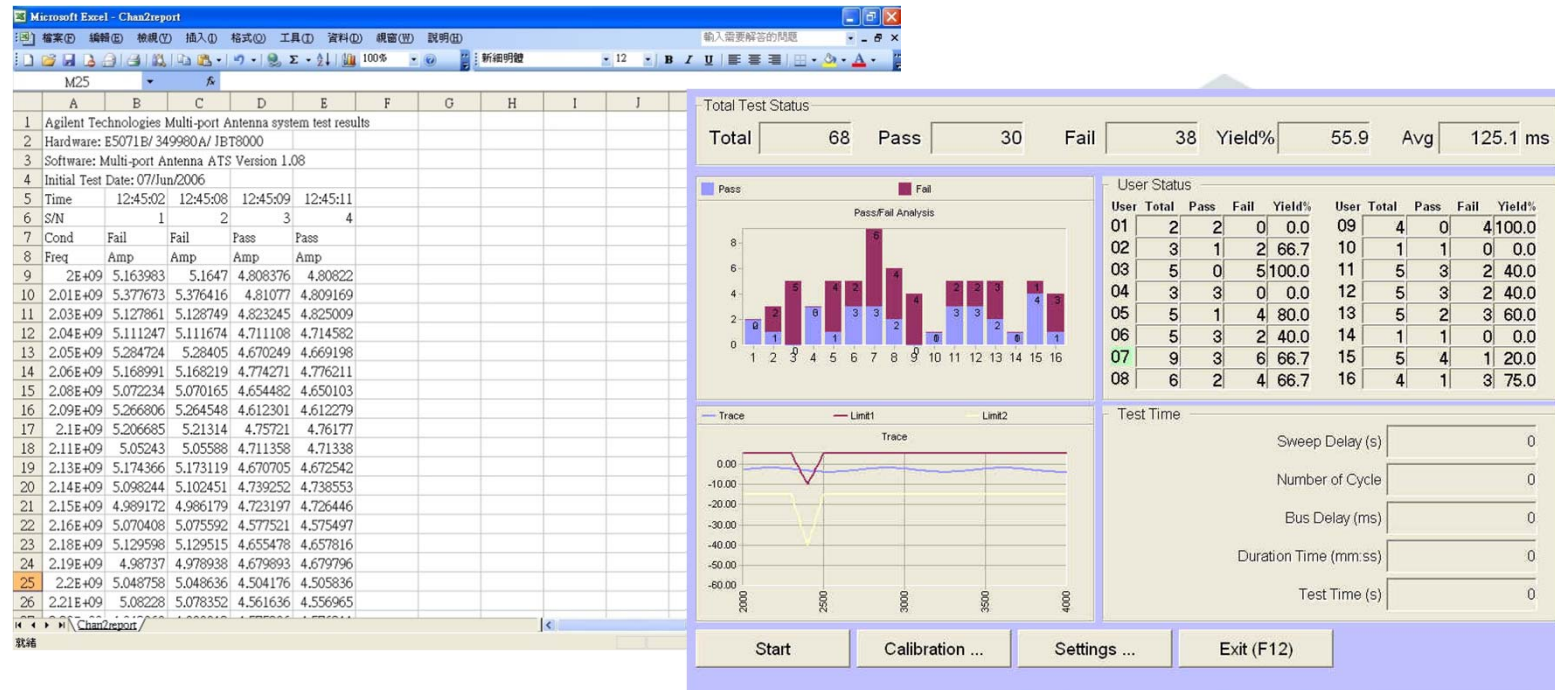 Microsoft Excel - Chan2report
檔案(F) 編輯(E) 檢視(V) 插入(I) 格式(O) 工具(T) 資料(D) 視窗(W) 說明(H) 輸入需要解答的問題
100% 新細明體 12 B I U
M25 fx
A B C D E F G H I J
1 Agilent Technologies Multi-port Antenna system test results
2 Hardware: E5071B/ 349980A/ JBT8000
3 Software: Multi-port Antenna ATS Version 1.08
4 Initial Test Date: 07/Jun/2006
5 Time 12:45:02 12:45:08 12:45:09 12:45:11
6 S/N 1 2 3 4
7 Cond Fail Fail Pass Pass
8 Freq Amp Amp Amp Amp
9 2E+09 5.163983 5.1647 4.808376 4.80822
10 2.01E+09 5.377673 5.376416 4.81077 4.809169
11 2.03E+09 5.127861 5.128749 4.823245 4.825009
12 2.04E+09 5.111247 5.111674 4.711108 4.714582
13 2.05E+09 5.284724 5.28405 4.670249 4.669198
14 2.06E+09 5.168991 5.168219 4.774271 4.776211
15 2.08E+09 5.072234 5.070165 4.654482 4.650103
16 2.09E+09 5.266806 5.264548 4.612301 4.612279
17 2.1E+09 5.206685 5.21314 4.75721 4.76177
18 2.11E+09 5.05243 5.05588 4.711358 4.71338
19 2.13E+09 5.174366 5.173119 4.670705 4.672542
20 2.14E+09 5.098244 5.102451 4.739252 4.738553
21 2.15E+09 4.989172 4.986179 4.723197 4.726446
22 2.16E+09 5.070408 5.075592 4.577521 4.575497
23 2.18E+09 5.129598 5.129515 4.655478 4.657816
24 2.19E+09 4.98737 4.978938 4.679893 4.679796
25 2.2E+09 5.048758 5.048636 4.504176 4.505836
26 2.21E+09 5.08228 5.078352 4.561636 4.556965
Chan2report
就緒
Total Test Status
Total 68 Pass 30 Fail 38 Yield% 55.9 Avg 125.1 ms
Pass Fail
Pass/Fail Analysis
8
6
4
2
0
1 2 3 4 5 6 7 8 9 10 11 12 13 14 15 16
User Status
User Total Pass Fail Yield% User Total Pass Fail Yield%
01 2 2 0 0.0 09 4 0 4 100.0
02 3 1 2 66.7 10 1 1 0 0.0
03 5 0 5 100.0 11 5 3 2 40.0
04 3 3 0 0.0 12 5 3 2 40.0
05 5 1 4 80.0 13 5 2 3 60.0
06 5 3 2 40.0 14 1 1 0 0.0
07 9 3 6 66.7 15 5 4 1 20.0
08 6 2 4 66.7 16 4 1 3 75.0
Trace Limit1 Limit2
Trace
0.00
-10.00
-20.00
-30.00
-40.00
-50.00
-60.00
2000 2500 3000 3500 4000
Test Time
Sweep Delay (s) 0
Number of Cycle 0
Bus Delay (ms) 0
Duration Time (mm:ss) 0
Test Time (s) 0
Start Calibration ... Settings ... Exit (F12)